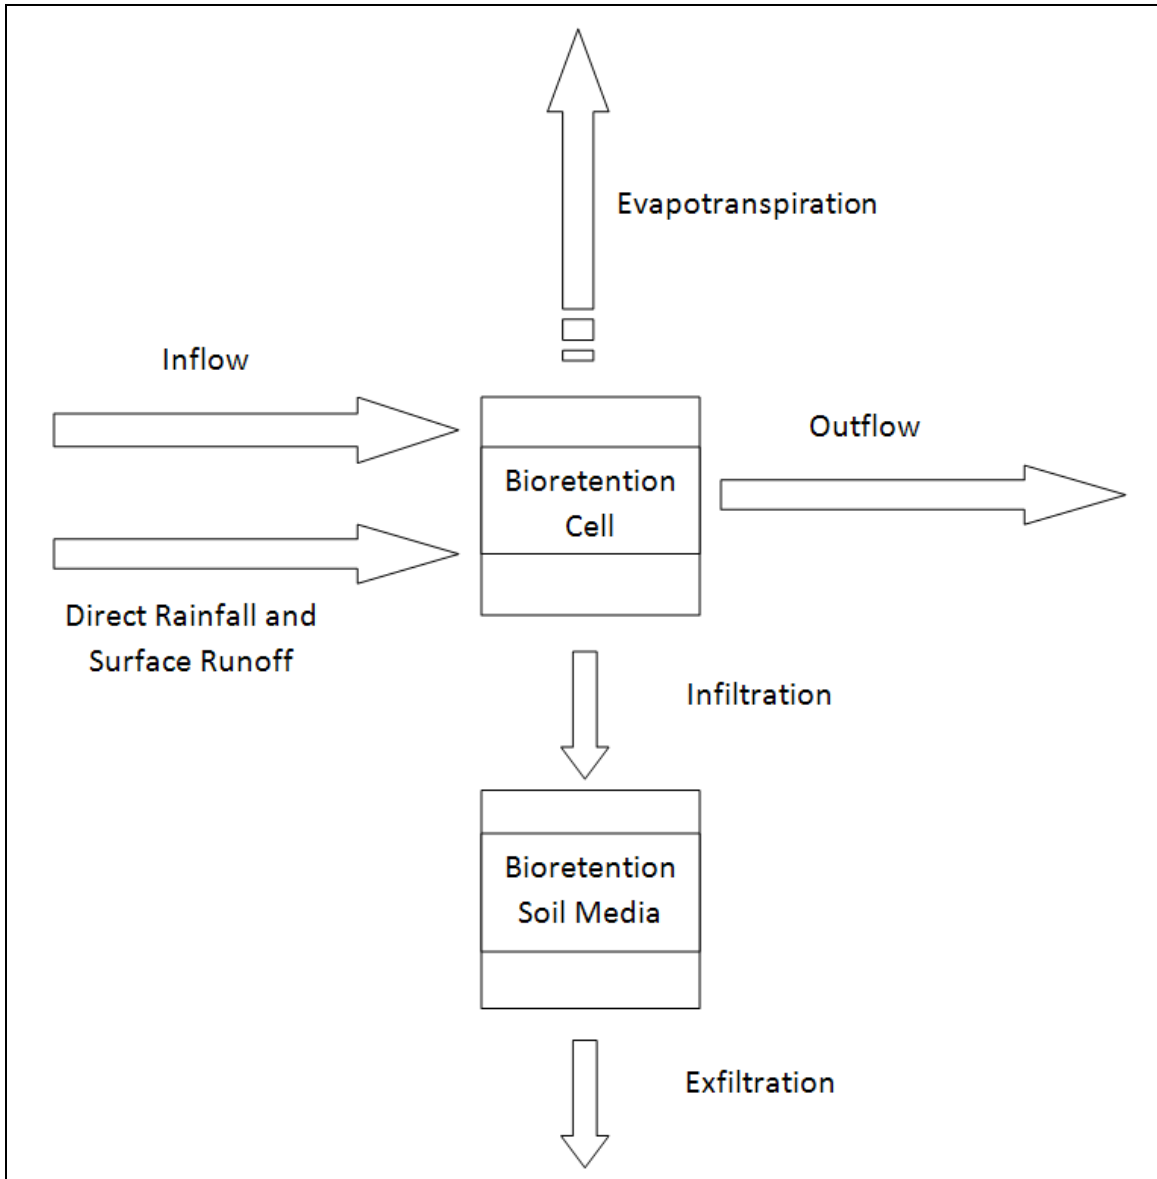 Evapotranspiration
Inflow
Outflow
Bioretention
Cell
Direct Rainfall and
Surface Runoff
Infiltration
Bioretention
Soil Media
Exfiltration